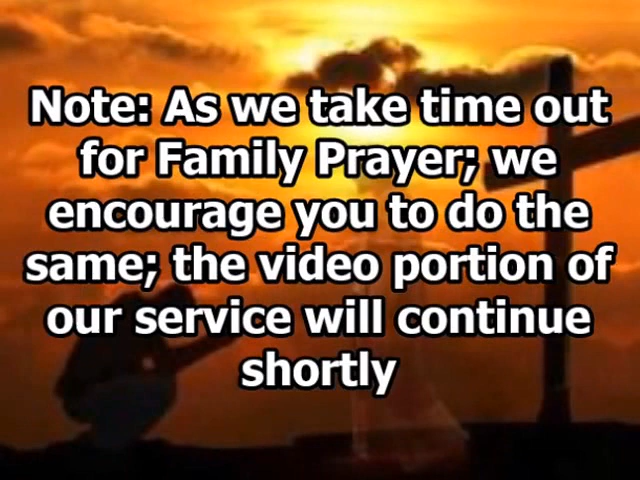 Note: As we take time out
for Family Prayer; we
encourage you to do the
same; the video portion of
our service will continue
shortly